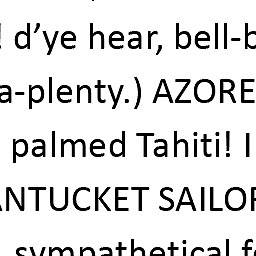 ! d’ye hear, bell-b
a-plenty.) AZORE
palmed Tahiti! I
ANTUCKET SAILOR
sympathetical f